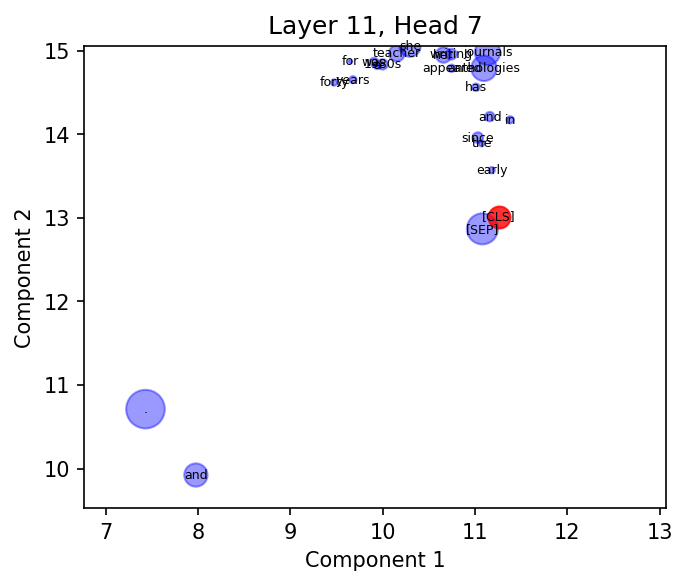 Layer 11, Head 7
she
teacher
for
was
1980s
forty
years
writing
her
journals
appeared
anthologies
has
and
in
since
the
early
[CLS]
[SEP]
.
and
15
14
13
12
11
10
Component 2
7 8 9 10 11 12 13
Component 1